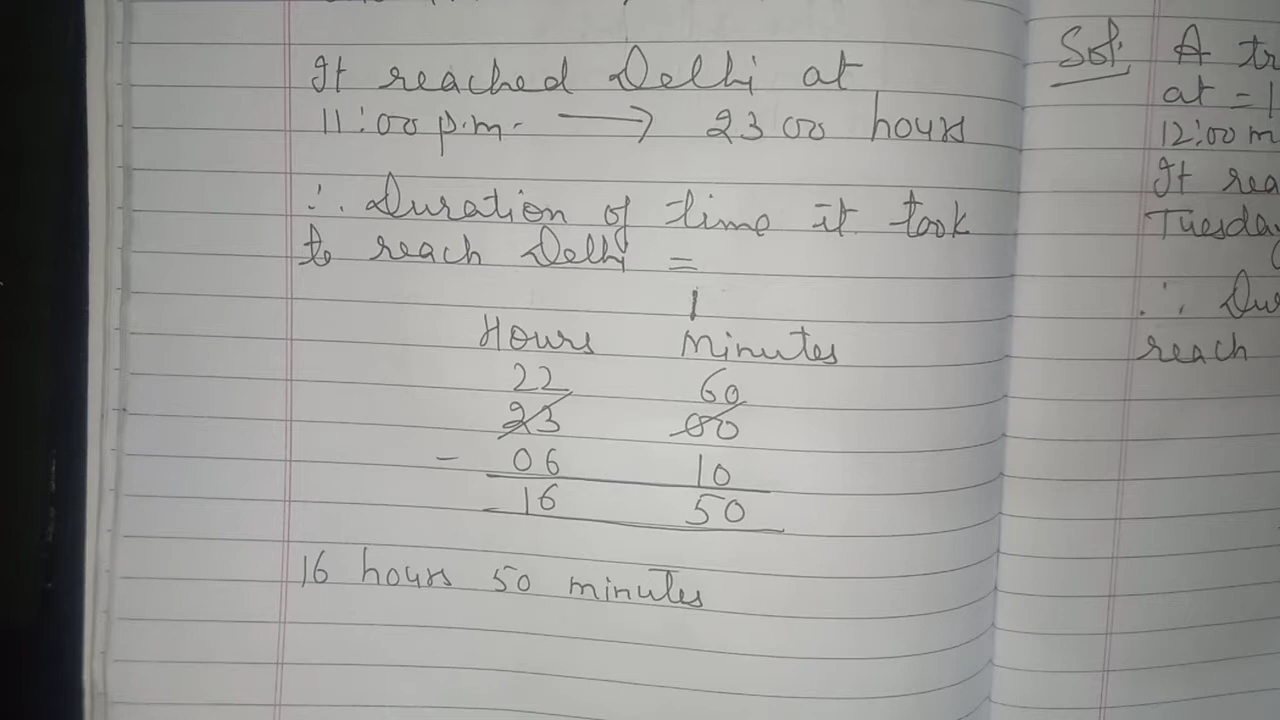 It reached Delhi at
11:00 p.m. → 23 00 hours
∴ Duration of time it took
to reach Delhi =
1
Hours Minutes
22 60
23 00
- 06 10
16 50
16 hours 50 minutes
Sol. A
at = 1
12:00
It
Tuesday
∴
reach